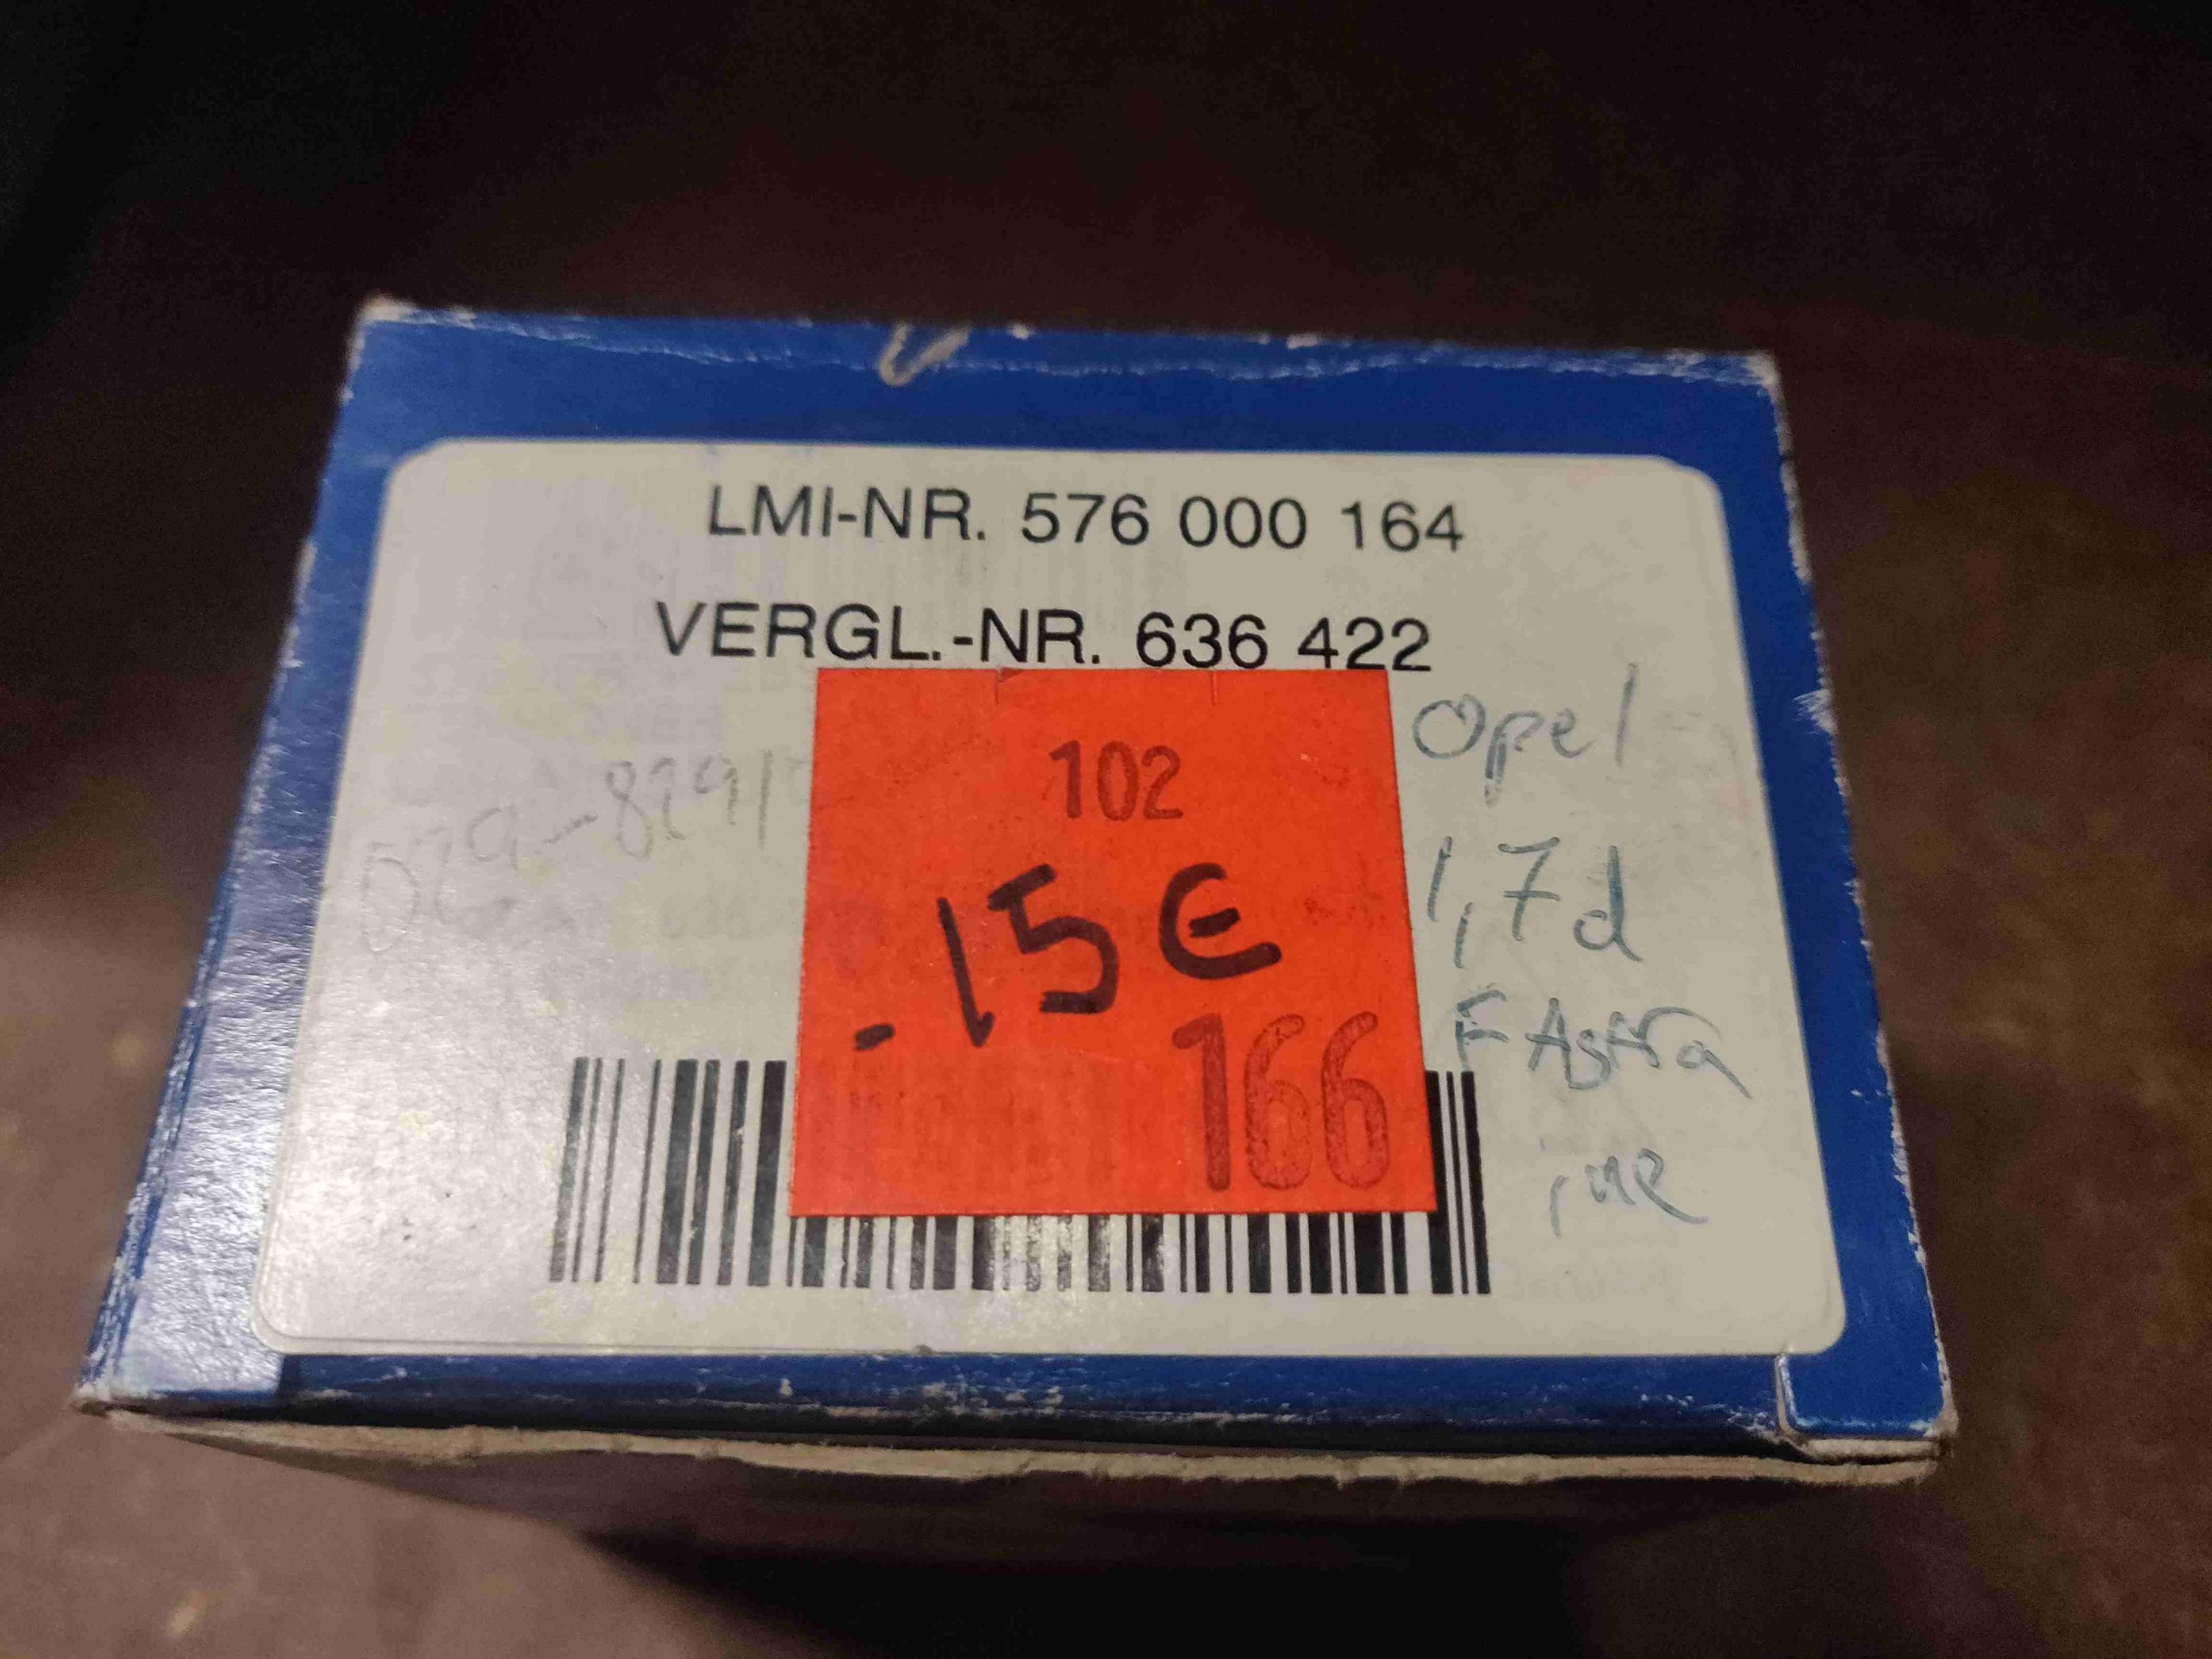 LMI-NR. 576 000 164
VERGL.-NR. 636 422
102
.15 €
166
Opel
1,7d
F Astra